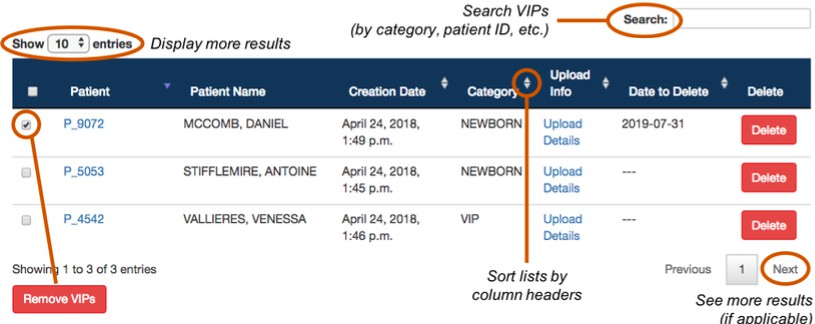 Search VIPs
(by category, patient ID, etc.)
Search:
Show 10 entries
Display more results
Patient Patient Name Creation Date Category Upload Info Date to Delete Delete
P_9072 MCCOMB, DANIEL April 24, 2018, 1:49 p.m. NEWBORN Upload Details 2019-07-31 Delete
P_5053 STIFFLEMIRE, ANTOINE April 24, 2018, 1:45 p.m. NEWBORN Upload Details --- Delete
P_4542 VALLIERES, VENESSA April 24, 2018, 1:46 p.m. VIP Upload Details --- Delete
Showing 1 to 3 of 3 entries
Previous 1 Next
Remove VIPs
Sort lists by
column headers
See more results
(if applicable)